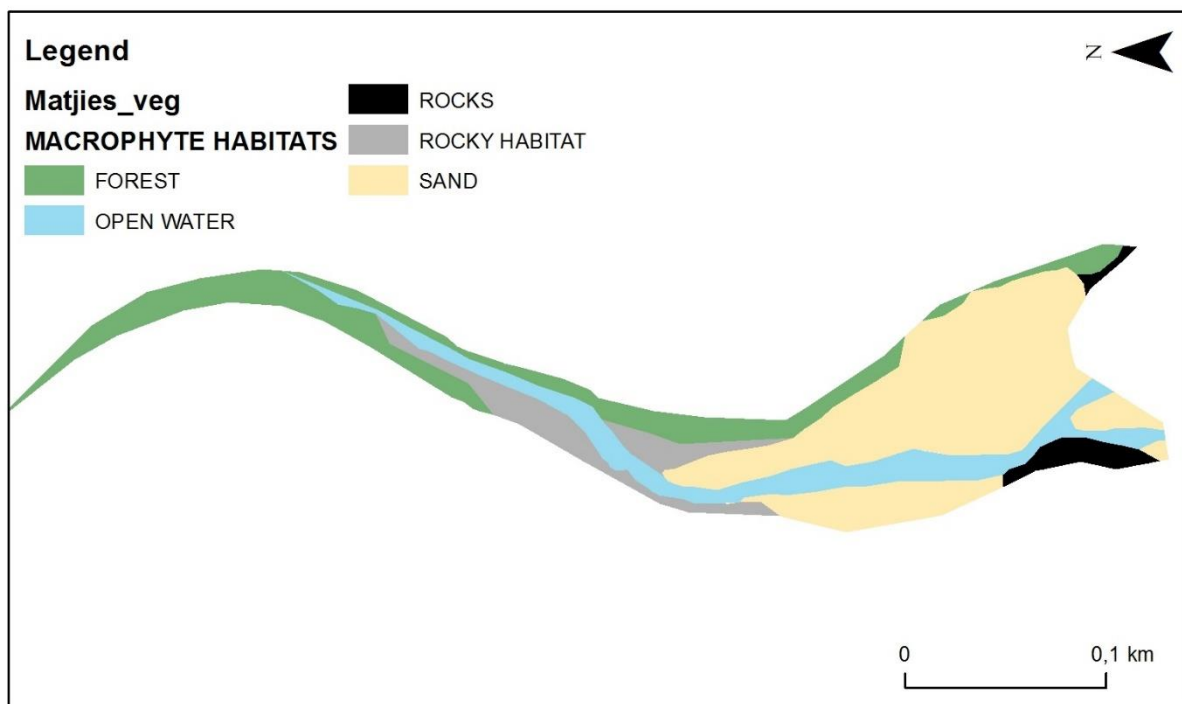 Legend
Matjies_veg
MACROPHYTE HABITATS
FOREST
OPEN WATER
ROCKS
ROCKY HABITAT
SAND
N
0 0,1 km